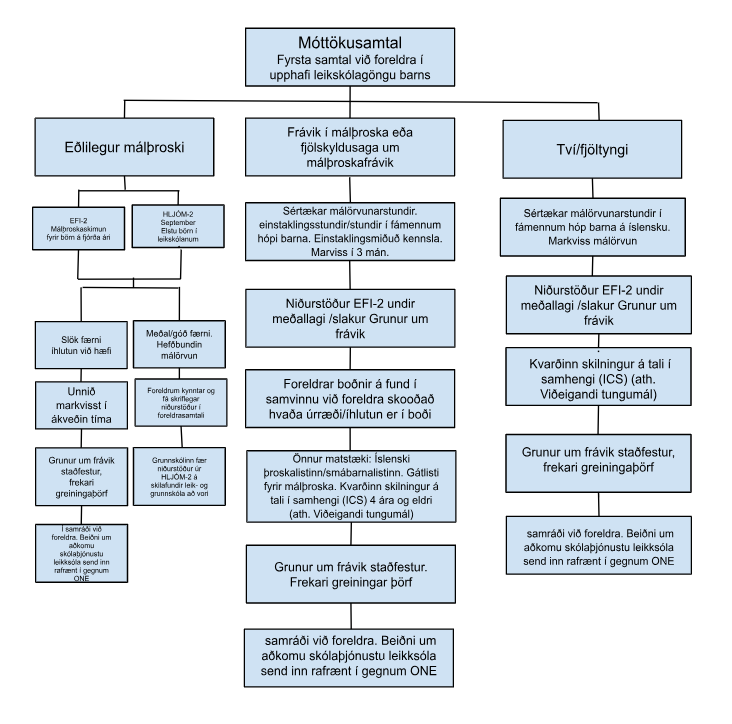 Móttökusamtal
Fyrsta samtal við foreldra í
upphafi leikskólagöngu barns
Eðlilegur málþroski
EFI-2
Málþroskaskimun
fyrir börn á fjórða ári
HLJÓM-2
September
Elstu börn í
leikskólanum
Slök færni
íhlutun við hæfi
Meðal/góð færni.
Hefðbundin
málörvun
Unnið
markvisst í
ákveðin tíma
Foreldrum kynntar og
fá skriflegar
niðurstöður í
foreldrasamtali
Grunur um frávik
staðfestur,
frekari
greiningaþörf
Grunnskólinn fær
niðurstöður úr
HLJÓM-2 á
skilafundir leik- og
grunnskóla að vori
Í samráði við
foreldra. Beiðni um
aðkomu
skólaþjónustu
leikksóla send inn
rafrænt í gegnum
ONE
Frávik í málþroska eða
fjölskyldusaga um
málþroskafrávik
Sértækar málörvunarstundir.
einstaklingsstundir/stundir í fámennum
hópi barna. Einstaklingsmiðuð kennsla.
Marviss í 3 mán.
Niðurstöður EFI-2 undir
meðallagi /slakur Grunur um
frávik
Foreldrar boðnir á fund í
samvinnu við foreldra skooðað
hvaða úrræði/íhlutun er í boði
Önnur matstæki: Íslenski
þroskalistinn/smábarnalistinn. Gátlisti
fyrir málþroska. Kvarðinn skilningur á
tali í samhengi (ICS) 4 ára og eldri
(ath. Viðeigandi tungumál)
Grunur um frávik staðfestur.
Frekari greiningar þörf
samráði við foreldra. Beiðni um
aðkomu skólaþjónustu leikksóla
send inn rafrænt í gegnum ONE
Tví/fjöltyngi
Sértækar málörvunarstundir í
fámennum hóp barna á íslensku.
Markviss málörvun
Niðurstöður EFI-2 undir
meðallagi /slakur Grunur um
frávik
Kvarðinn skilningur á tali í
samhengi (ICS) (ath.
Viðeigandi tungumál)
Grunur um frávik staðfestur,
frekari greiningaþörf
samráði við foreldra. Beiðni um
aðkomu skólaþjónustu leikksóla
send inn rafrænt í gegnum ONE